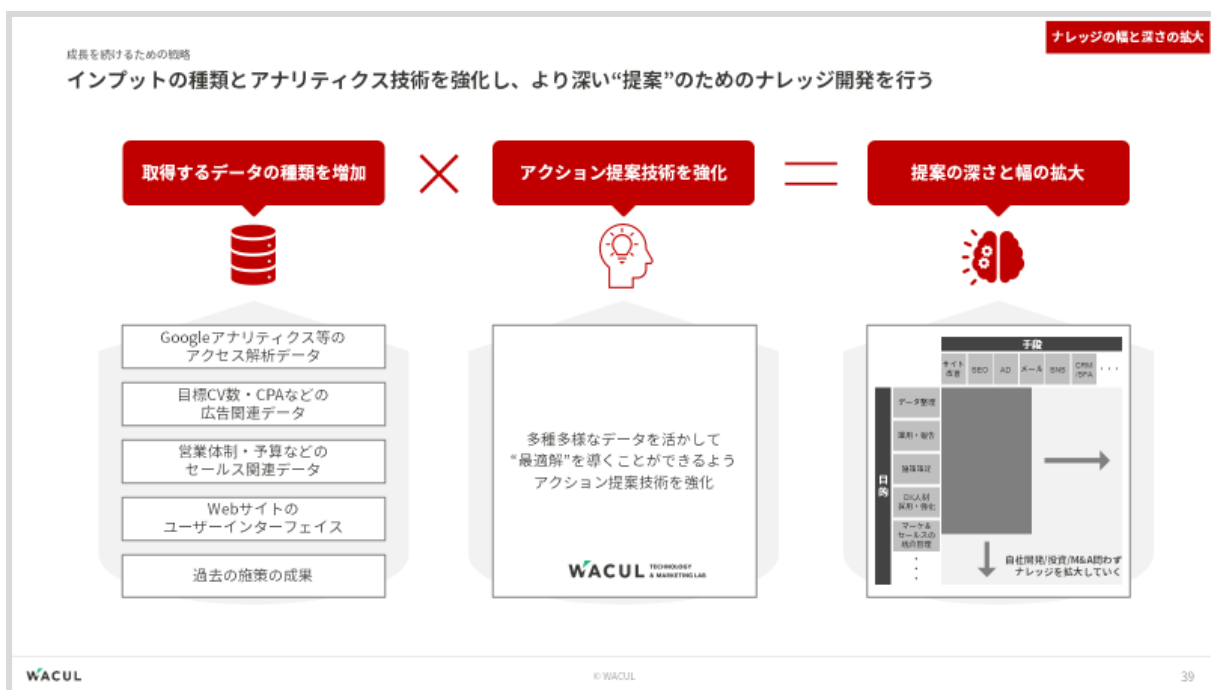 ナレッジの幅と深さの拡大
成長を続けるための戦略
インプットの種類とアナリティクス技術を強化し、より深い“提案”のためのナレッジ開発を行う
取得するデータの種類を増加
アクション提案技術を強化
提案の深さと幅の拡大
Googleアナリティクス等の
アクセス解析データ
目標CV数・CPAなどの
広告関連データ
営業体制・予算などの
セールス関連データ
Webサイトの
ユーザーインターフェイス
過去の施策の成果
多種多様なデータを活かして
“最適解”を導くことができるよう
アクション提案技術を強化
WACUL TECHNOLOGY
& MARKETING LAB
手段
サイト
改善
SEO
AD
メール
SNS
CRM
/SFA
・・・
目的
データ整理
運用・報告
DX人材
採用・強化
マーケ&
セールスの
統合管理
自社開発/投資/M&A問わず
ナレッジを拡大していく
WACUL
© WACUL
39